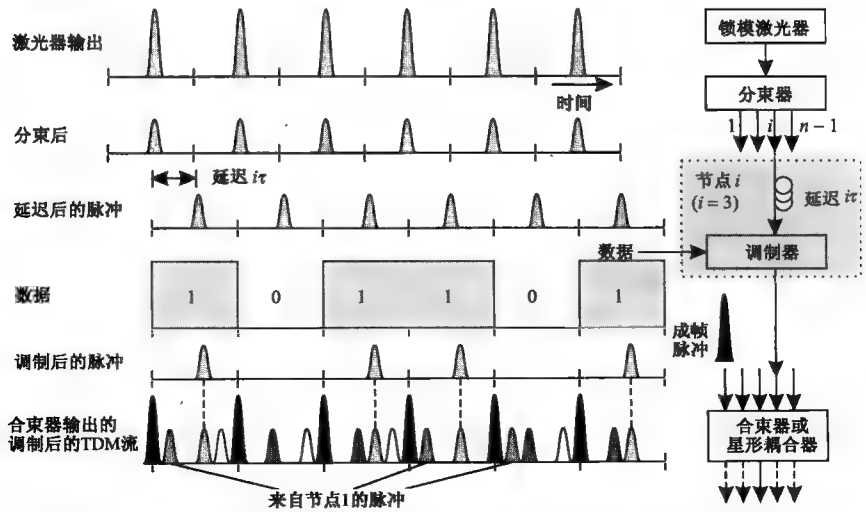 激光器输出
时间
分束后
延迟 iτ
延迟后的脉冲
数据
1 0 1 1 0 1
调制后的脉冲
合束器输出的
调制后的TDM流
来自节点1的脉冲
锁模激光器
分束器
1 i n − 1
节点 i
(i = 3)
延迟 iτ
数据
调制器
成帧
脉冲
合束器或
星形耦合器